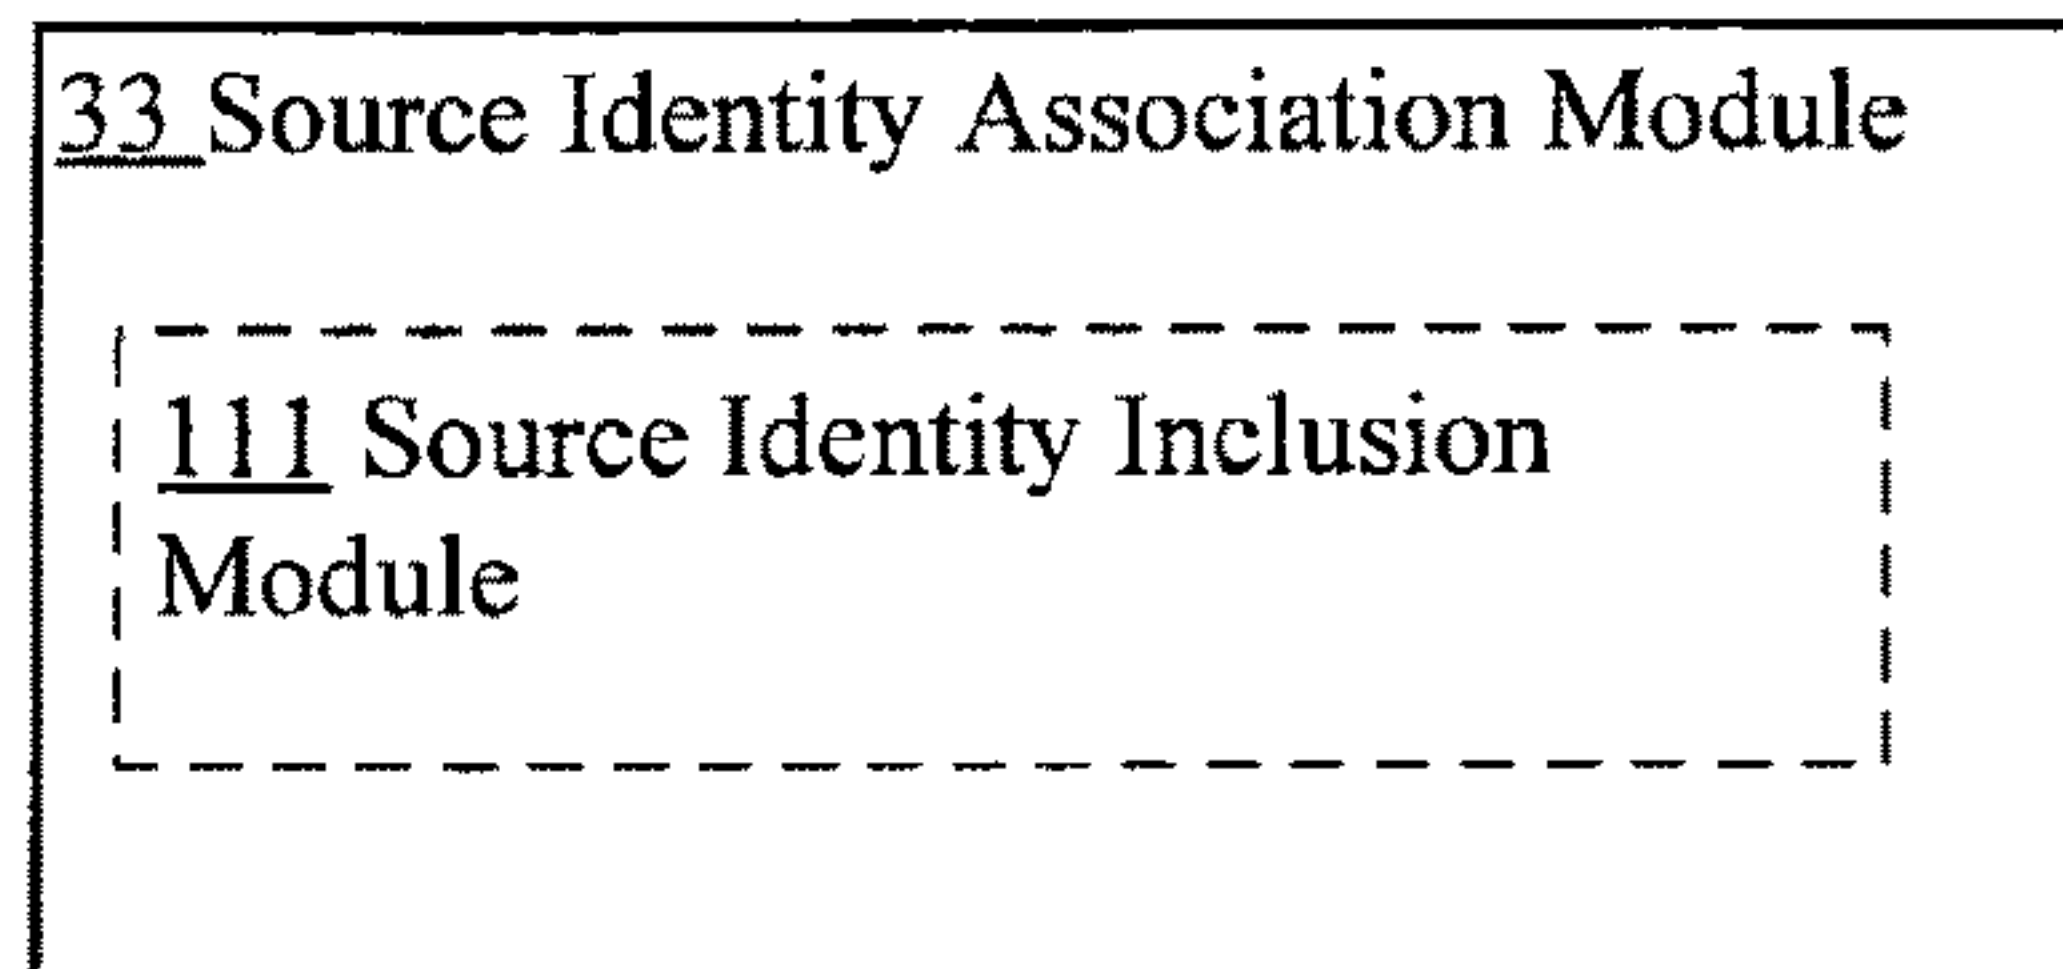 33 Source Identity Association Module
111 Source Identity Inclusion
Module